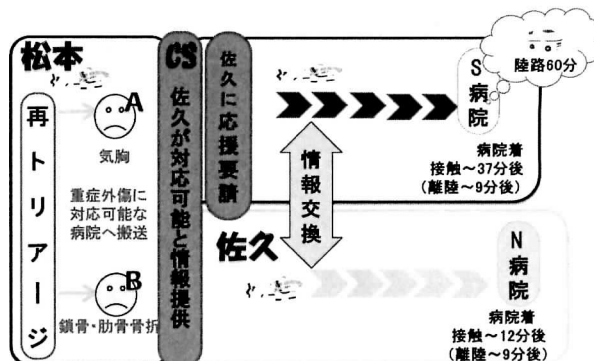 松本
再トリアージ
A
気胸
重症外傷に
対応可能な
病院へ搬送
B
鎖骨・肋骨骨折
CS
佐久が対応可能と情報提供
佐久に応援要請
情報交換
S病院
陸路60分
病院着
接触～37分後
(離陸～9分後)
佐久
N病院
病院着
接触～12分後
(離陸～9分後)